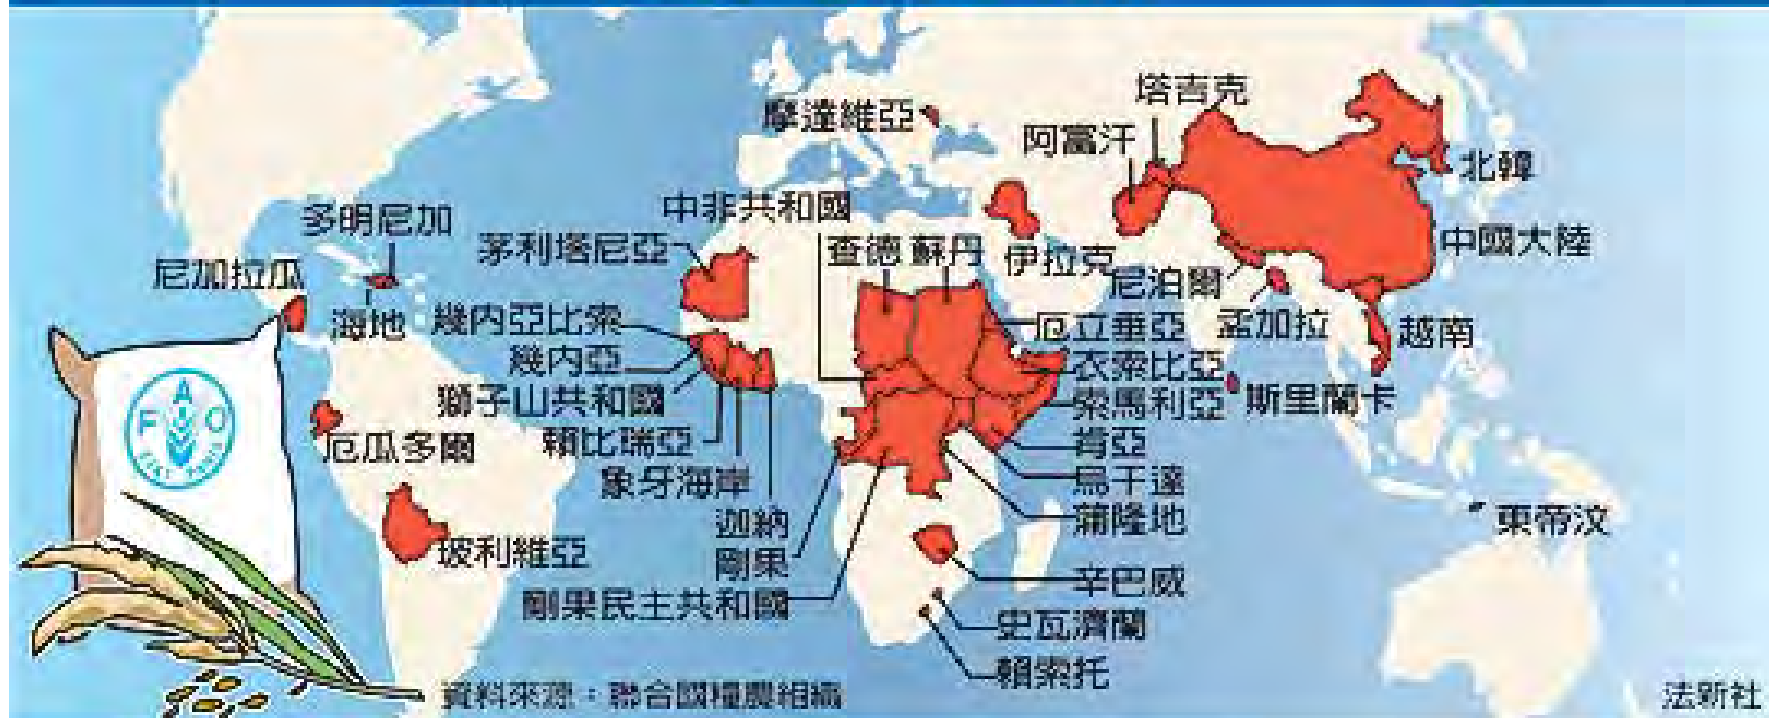 塔吉克
摩達維亞
阿富汗
北韓
中非共和國
多明尼加
茅利塔尼亞
查德
蘇丹
伊拉克
中國大陸
尼加拉瓜
尼泊爾
海地
幾內亞比索
厄立垂亞
孟加拉
越南
幾內亞
衣索比亞
獅子山共和國
索馬利亞
斯里蘭卡
厄瓜多爾
賴比瑞亞
肯亞
象牙海岸
烏干達
迦納
蒲隆地
東帝汶
坡利維亞
剛果
辛巴威
剛果民主共和國
史瓦濟蘭
賴索托
資料來源：聯合國糧農組織
法新社
F A O
FIAT PANIS